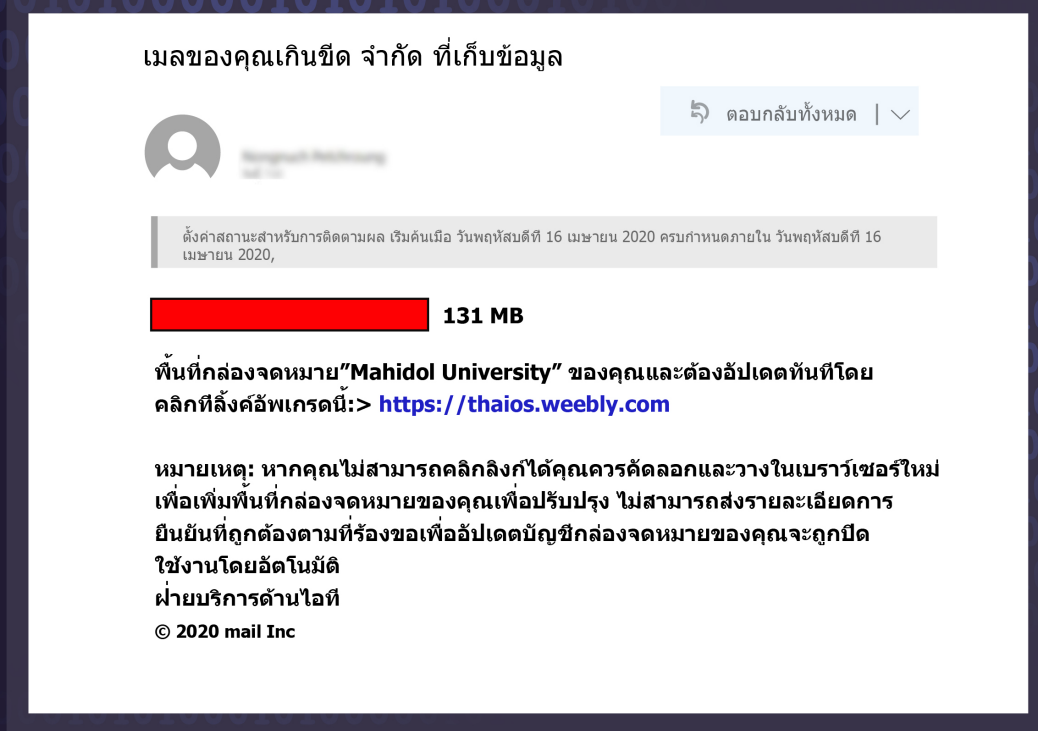 เมลของคุณเกินขีด จำกัด ที่เก็บข้อมูล
ตอบกลับทั้งหมด |
ตั้งค่าสถานะสำหรับการติดตามผล เริ่มต้นเมื่อ วันพฤหัสบดีที่ 16 เมษายน 2020 ครบกำหนดภายใน วันพฤหัสบดีที่ 16
เมษายน 2020,
131 MB
พื้นที่กล่องจดหมาย”Mahidol University” ของคุณและต้องอัปเดตทันทีโดย
คลิกทีลิ้งค์อัพเกรดนี้:> https://thaios.weebly.com
หมายเหตุ: หากคุณไม่สามารถคลิกลิงก์ได้คุณควรคัดลอกและวางในเบราว์เซอร์ใหม่
เพื่อเพิ่มพื้นที่กล่องจดหมายของคุณเพื่อปรับปรุง ไม่สามารถส่งรายละเอียดการ
ยืนยันที่ถูกต้องตามที่ร้องขอเพื่ออัปเดตบัญชีกล่องจดหมายของคุณจะถูกปิด
ใช้งานโดยอัตโนมัติ
ฝ่ายบริการด้านไอที
© 2020 mail Inc